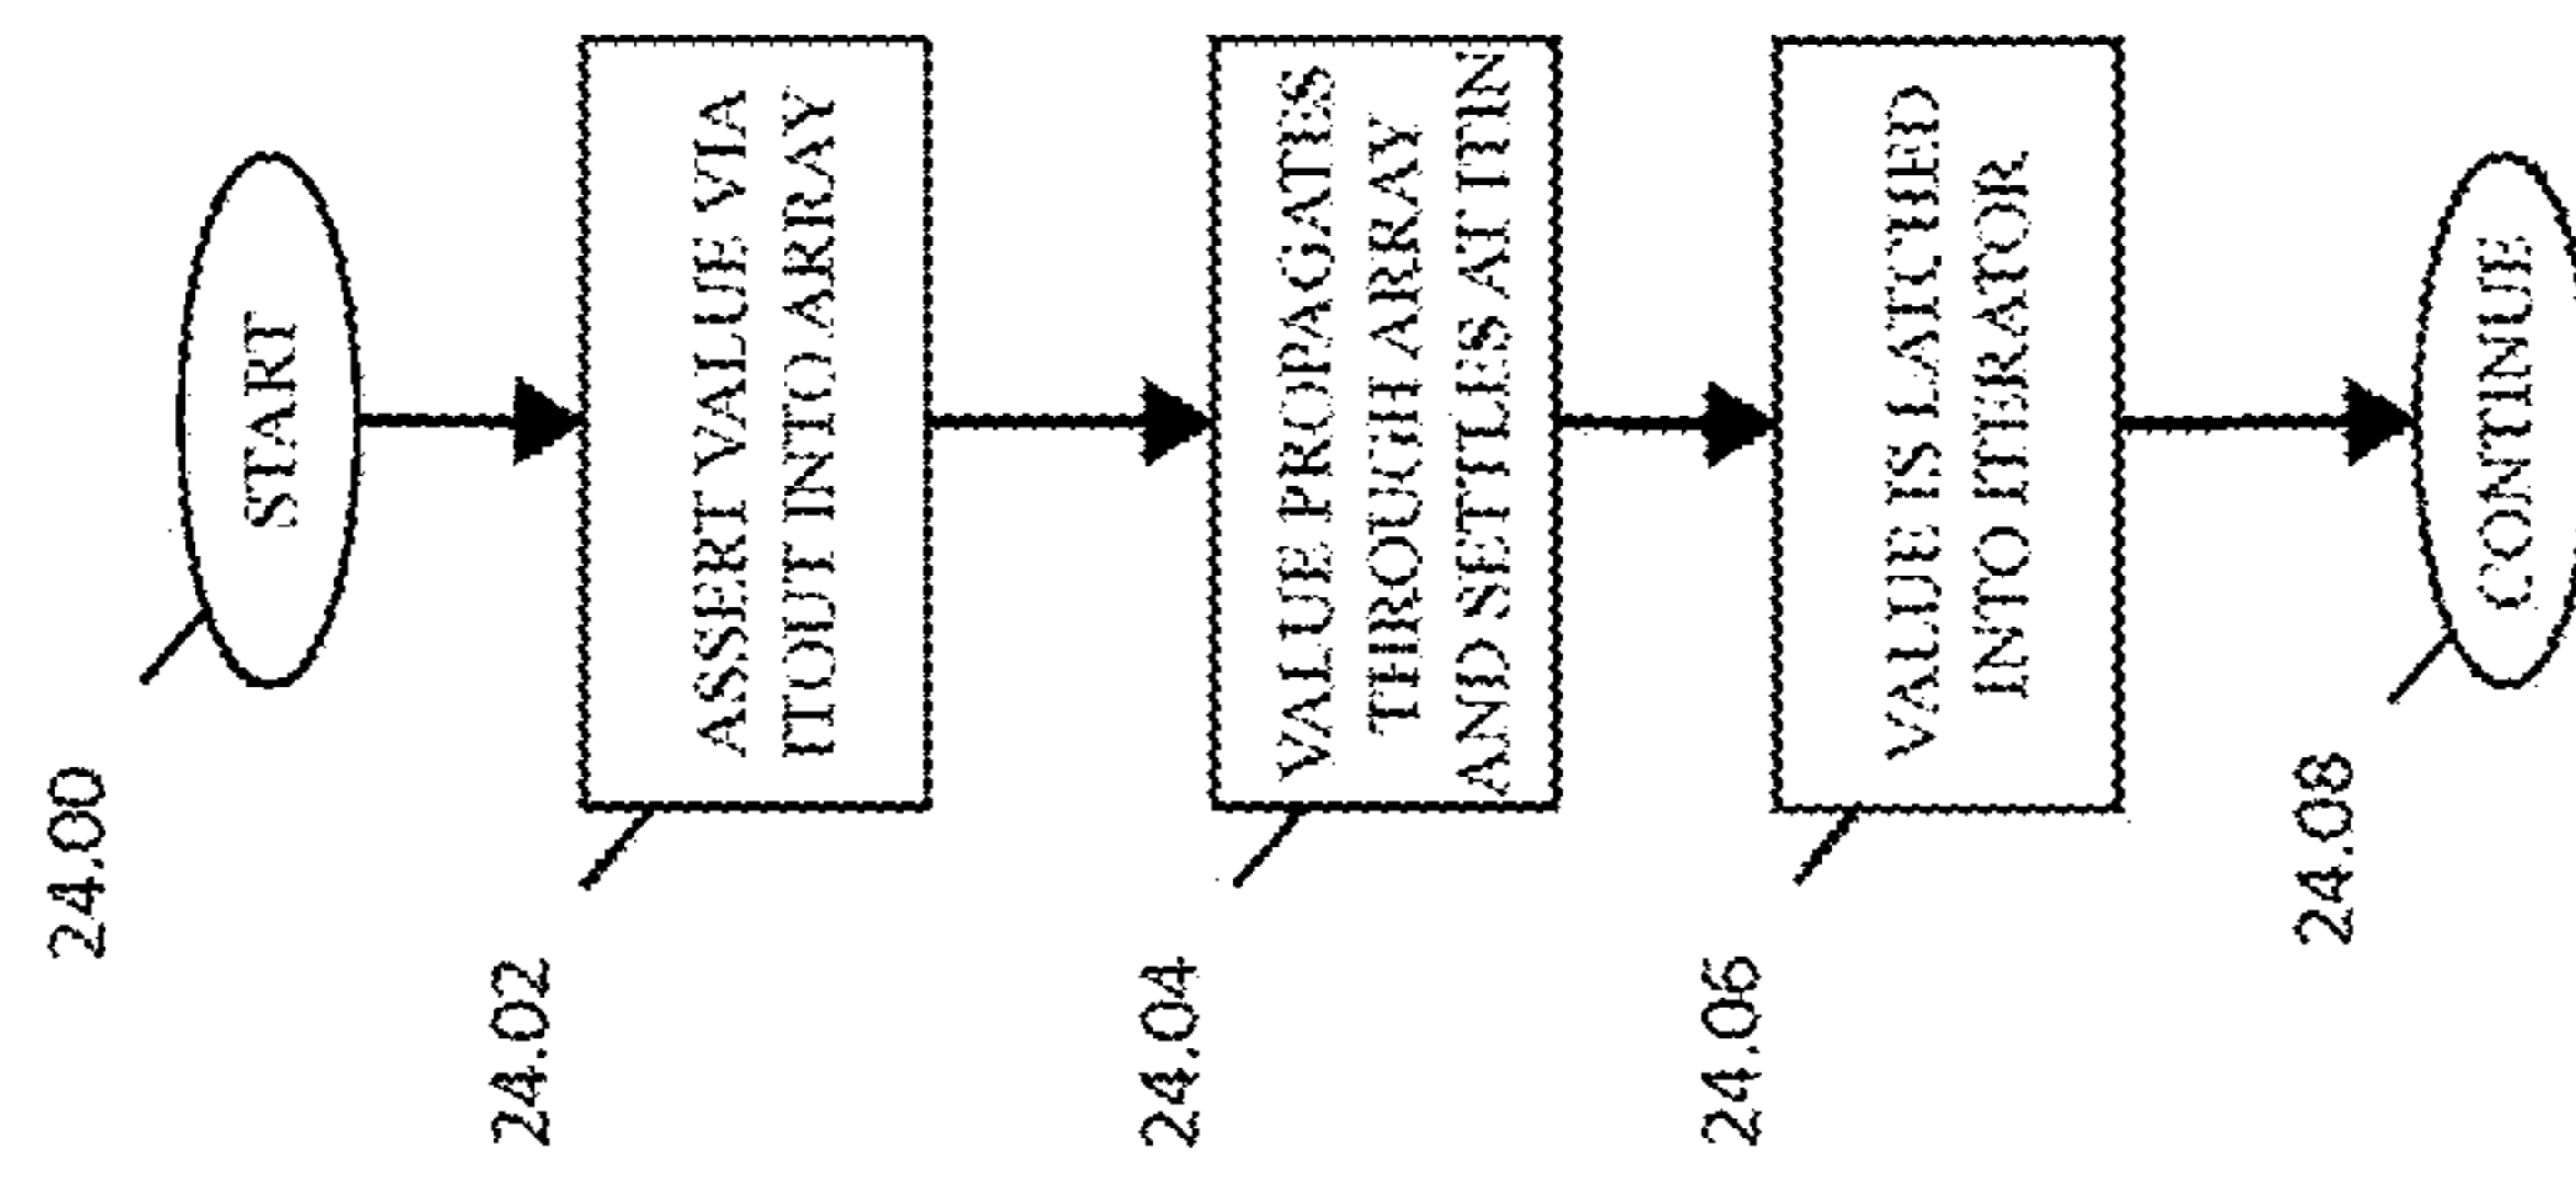 24.00
START
24.02
ASSERT VALUE VIA
ITOUT INTO ARRAY
24.04
VALUE PROPAGATES
THROUGH ARRAY
AND SETTLES AT ITIN
24.06
VALUE IS LATCHED
INTO ITERATOR
24.08
CONTINUE